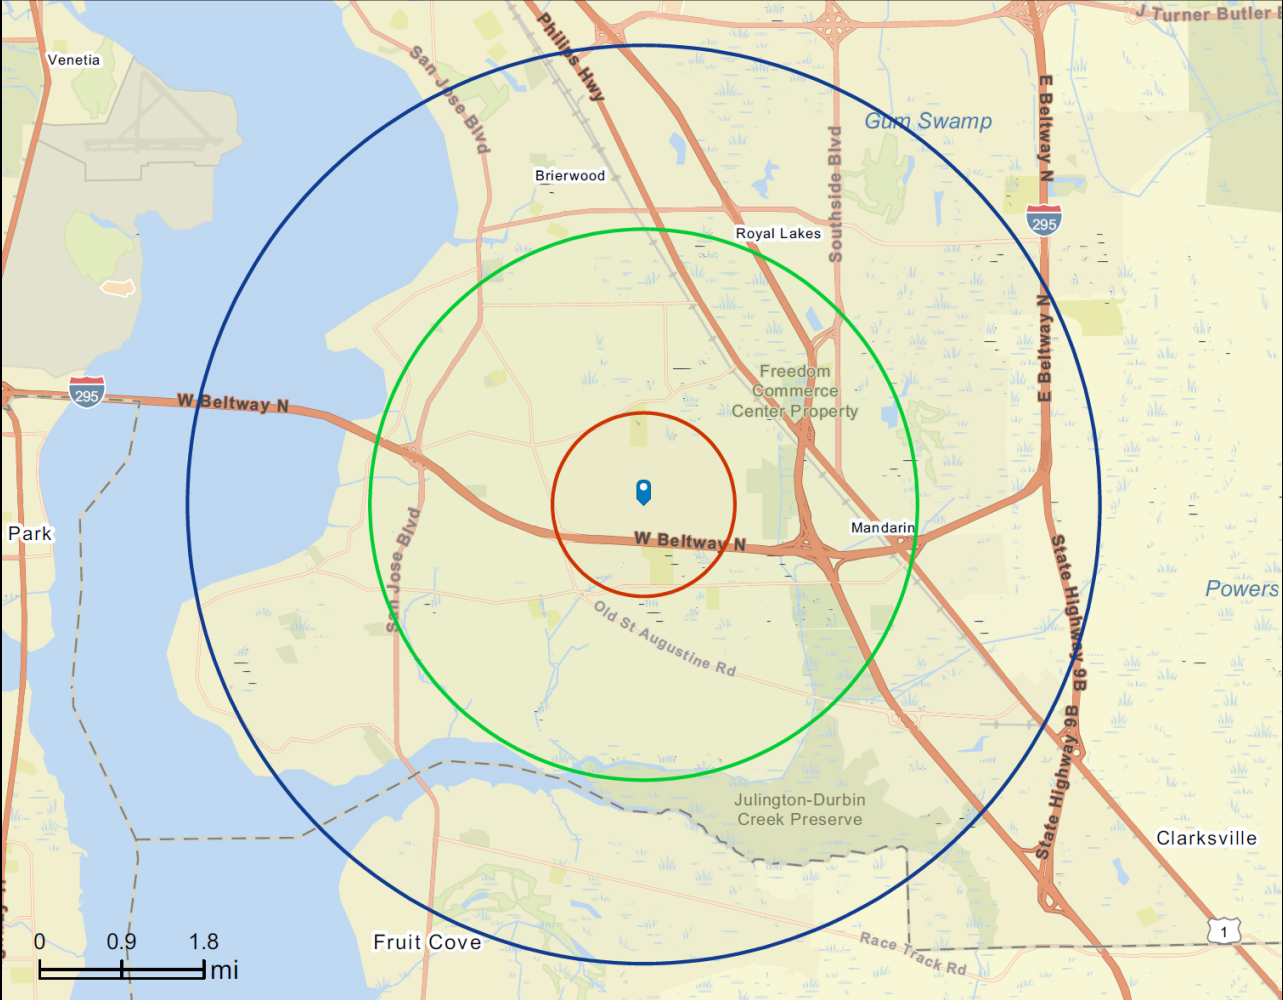 J Turner Butler B
Philips Hwy
San Jose Blvd
Venetia
E Beltway N
Gum Swamp
Southside Blvd
Brierwood
295
Royal Lakes
E Beltway N
Freedom
Commerce
Center Property
295
W Beltway N
Park
Mandarin
W Beltway N
San Jose Blvd
State Highway 9B
Powers
Old St Augustine Rd
State Highway 9B
Julington-Durbin
Creek Preserve
Clarksville
Fruit Cove
Race Track Rd
1
0 0.9 1.8
mi